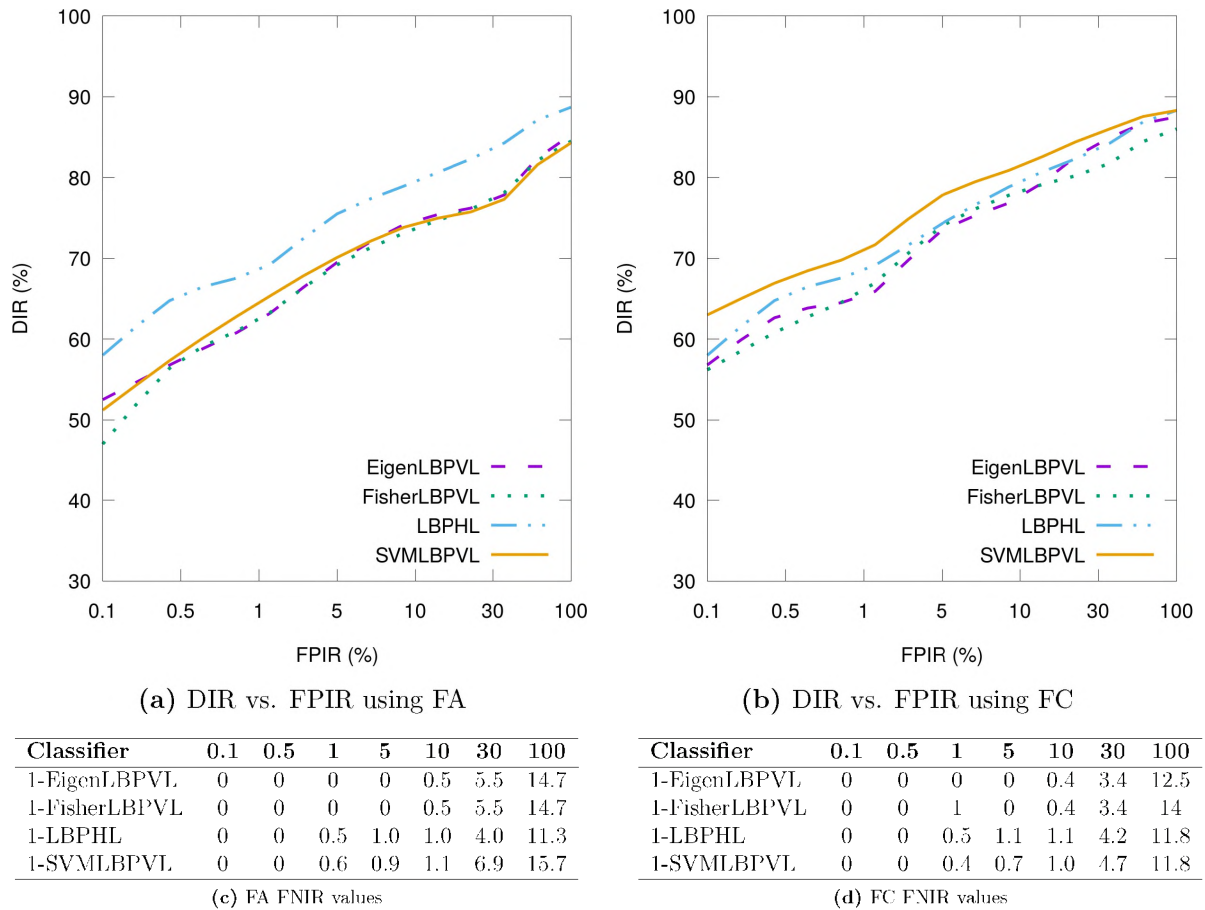 100
90
80
70
60
50
40
30
DIR (%)
EigenLBPVL
FisherLBPVL
LBPHL
SVMLBPVL
0.1 0.5 1 5 10 30 100
FPIR (%)
(a) DIR vs. FPIR using FA
100
90
80
70
60
50
40
30
DIR (%)
EigenLBPVL
FisherLBPVL
LBPHL
SVMLBPVL
0.1 0.5 1 5 10 30 100
FPIR (%)
(b) DIR vs. FPIR using FC
Classifier 0.1 0.5 1 5 10 30 100
1-EigenLBPVL 0 0 0 0 0.5 5.5 14.7
1-FisherLBPVL 0 0 0 0 0.5 5.5 14.7
1-LBPHL 0 0 0.5 1.0 1.0 4.0 11.3
1-SVMLBPVL 0 0 0.6 0.9 1.1 6.9 15.7
(c) FA FNIR values
Classifier 0.1 0.5 1 5 10 30 100
1-EigenLBPVL 0 0 0 0 0.4 3.4 12.5
1-FisherLBPVL 0 0 1 0 0.4 3.4 14
1-LBPHL 0 0 0.5 1.1 1.1 4.2 11.8
1-SVMLBPVL 0 0 0.4 0.7 1.0 4.7 11.8
(d) FC FNIR values